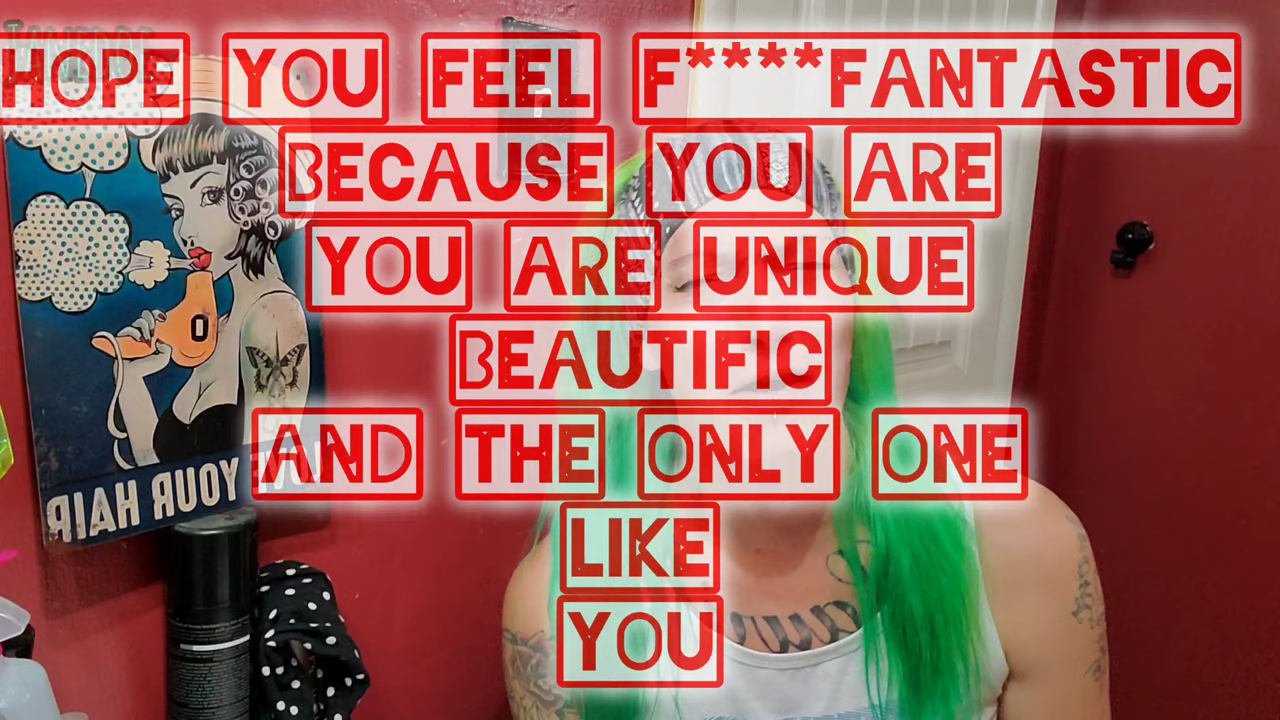 HOPE YOU FEEL F****FANTASTIC
BECAUSE YOU ARE
YOU ARE UNIQUE
BEAUTIFIC
AND THE ONLY ONE
LIKE
YOU
YOUR HAIR